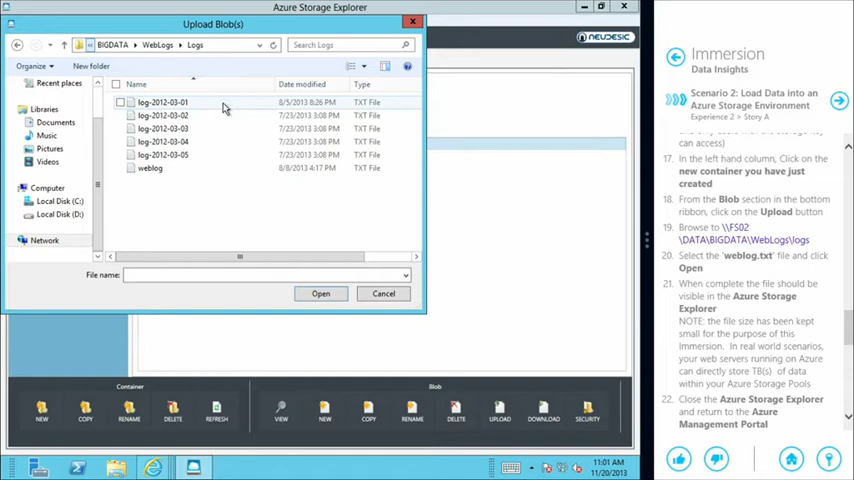 Azure Storage Explorer
Upload Blob(s)
BIGDATA WebLogs Logs
Search Logs
NEUDESIC
Organize New folder
Recent places
Libraries
Documents
Music
Pictures
Videos
Computer
Local Disk (C:)
Local Disk (D:)
Network
Name Date modified Type
log-2012-03-01 8/5/2013 8:26 PM TXT File
log-2012-03-02 7/23/2013 3:08 PM TXT File
log-2012-03-03 7/23/2013 3:08 PM TXT File
log-2012-03-04 7/23/2013 3:08 PM TXT File
log-2012-03-05 7/23/2013 3:08 PM TXT File
weblog 8/8/2013 4:17 PM TXT File
File name:
Open Cancel
Container Blob
NEW COPY RENAME DELETE REFRESH VIEW NEW COPY RENAME DELETE UPLOAD DOWNLOAD SECURITY
11:01 AM
11/20/2013
Immersion
Data Insights
Scenario 2: Load Data into an
Azure Storage Environment
Experience 2 > Story A
can access)
17. In the left hand column, Click on the
new container you have just
created
18. From the Blob section in the bottom
ribbon, click on the Upload button
19. Browse to \\FS02
\DATA\BIGDATA\WebLogs\logs
20. Select the 'weblog.txt' file and click
Open
21. When complete the file should be
visible in the Azure Storage
Explorer
NOTE: the file size has been kept
small for the purpose of this
Immersion. In real world scenarios,
your web servers running on Azure
can directly store TB(s) of data
within your Azure Storage Pools
22. Close the Azure Storage Explorer
and return to the Azure
Management Portal